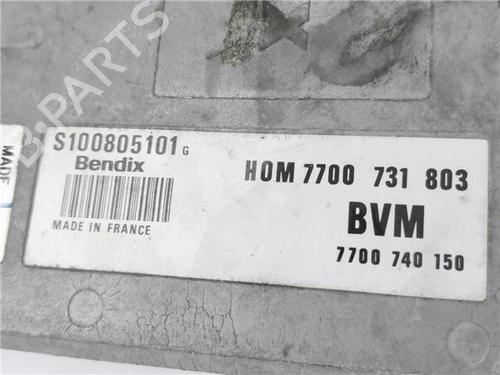 B-PARTS
S100805101 G
Bendix
HOM 7700 731 803
BVM
7700 740 150
MADE IN FRANCE
MADE